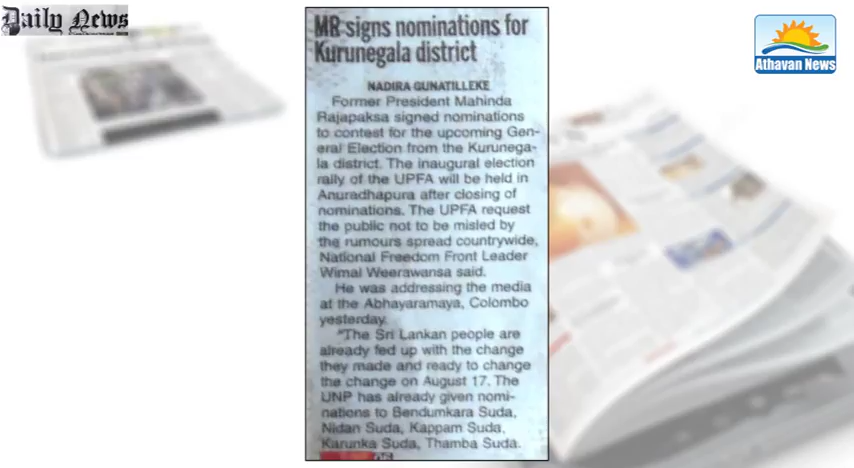 Daily News
Athavan News
MR signs nominations for
Kurunegala district
NADIRA GUNATILLEKE
Former President Mahinda
Rajapaksa signed nominations
to contest for the upcoming Gen-
eral Election from the Kurunega-
la district. The inaugural election
rally of the UPFA will be held in
Anuradhapura after closing of
nominations. The UPFA request
the public not to be misled by
the rumours spread countrywide,
National Freedom Front Leader
Wimal Weerawansa said.
He was addressing the media
at the Abhayaramaya, Colombo
yesterday.
"The Sri Lankan people are
already fed up with the change
they made and ready to change
the change on August 17. The
UNP has already given nomi-
nations to Bendumkara Suda,
Nidan Suda, Kappam Suda,
Karunka Suda, Thamba Suda.